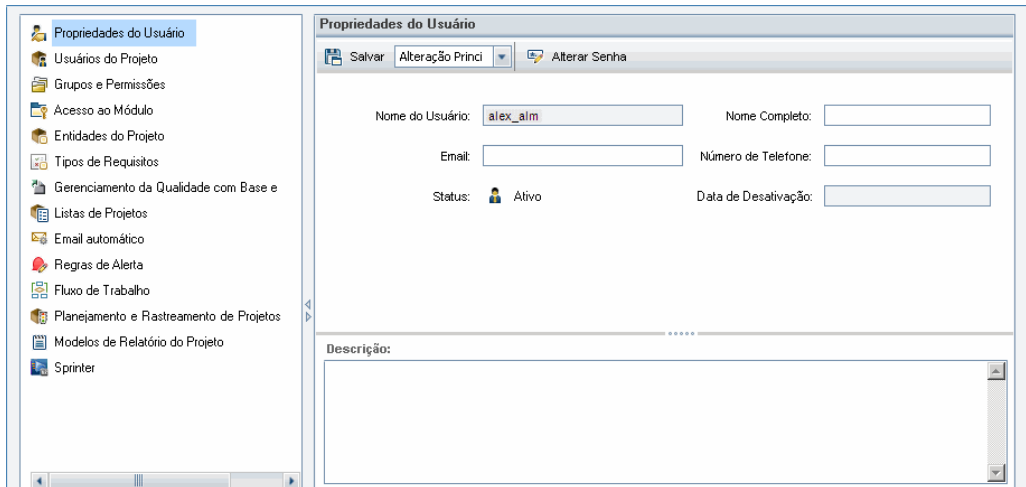 Propriedades do Usuário
Usuários do Projeto
Grupos e Permissões
Acesso ao Módulo
Entidades do Projeto
Tipos de Requisitos
Gerenciamento da Qualidade com Base e
Listas de Projetos
Email automático
Regras de Alerta
Fluxo de Trabalho
Planejamento e Rastreamento de Projetos
Modelos de Relatório do Projeto
Sprinter
Propriedades do Usuário
Salvar Alteração Princi Alterar Senha
Nome do Usuário: alex_alm Nome Completo:
Email: Número de Telefone:
Status: Ativo Data de Desativação:
Descrição: